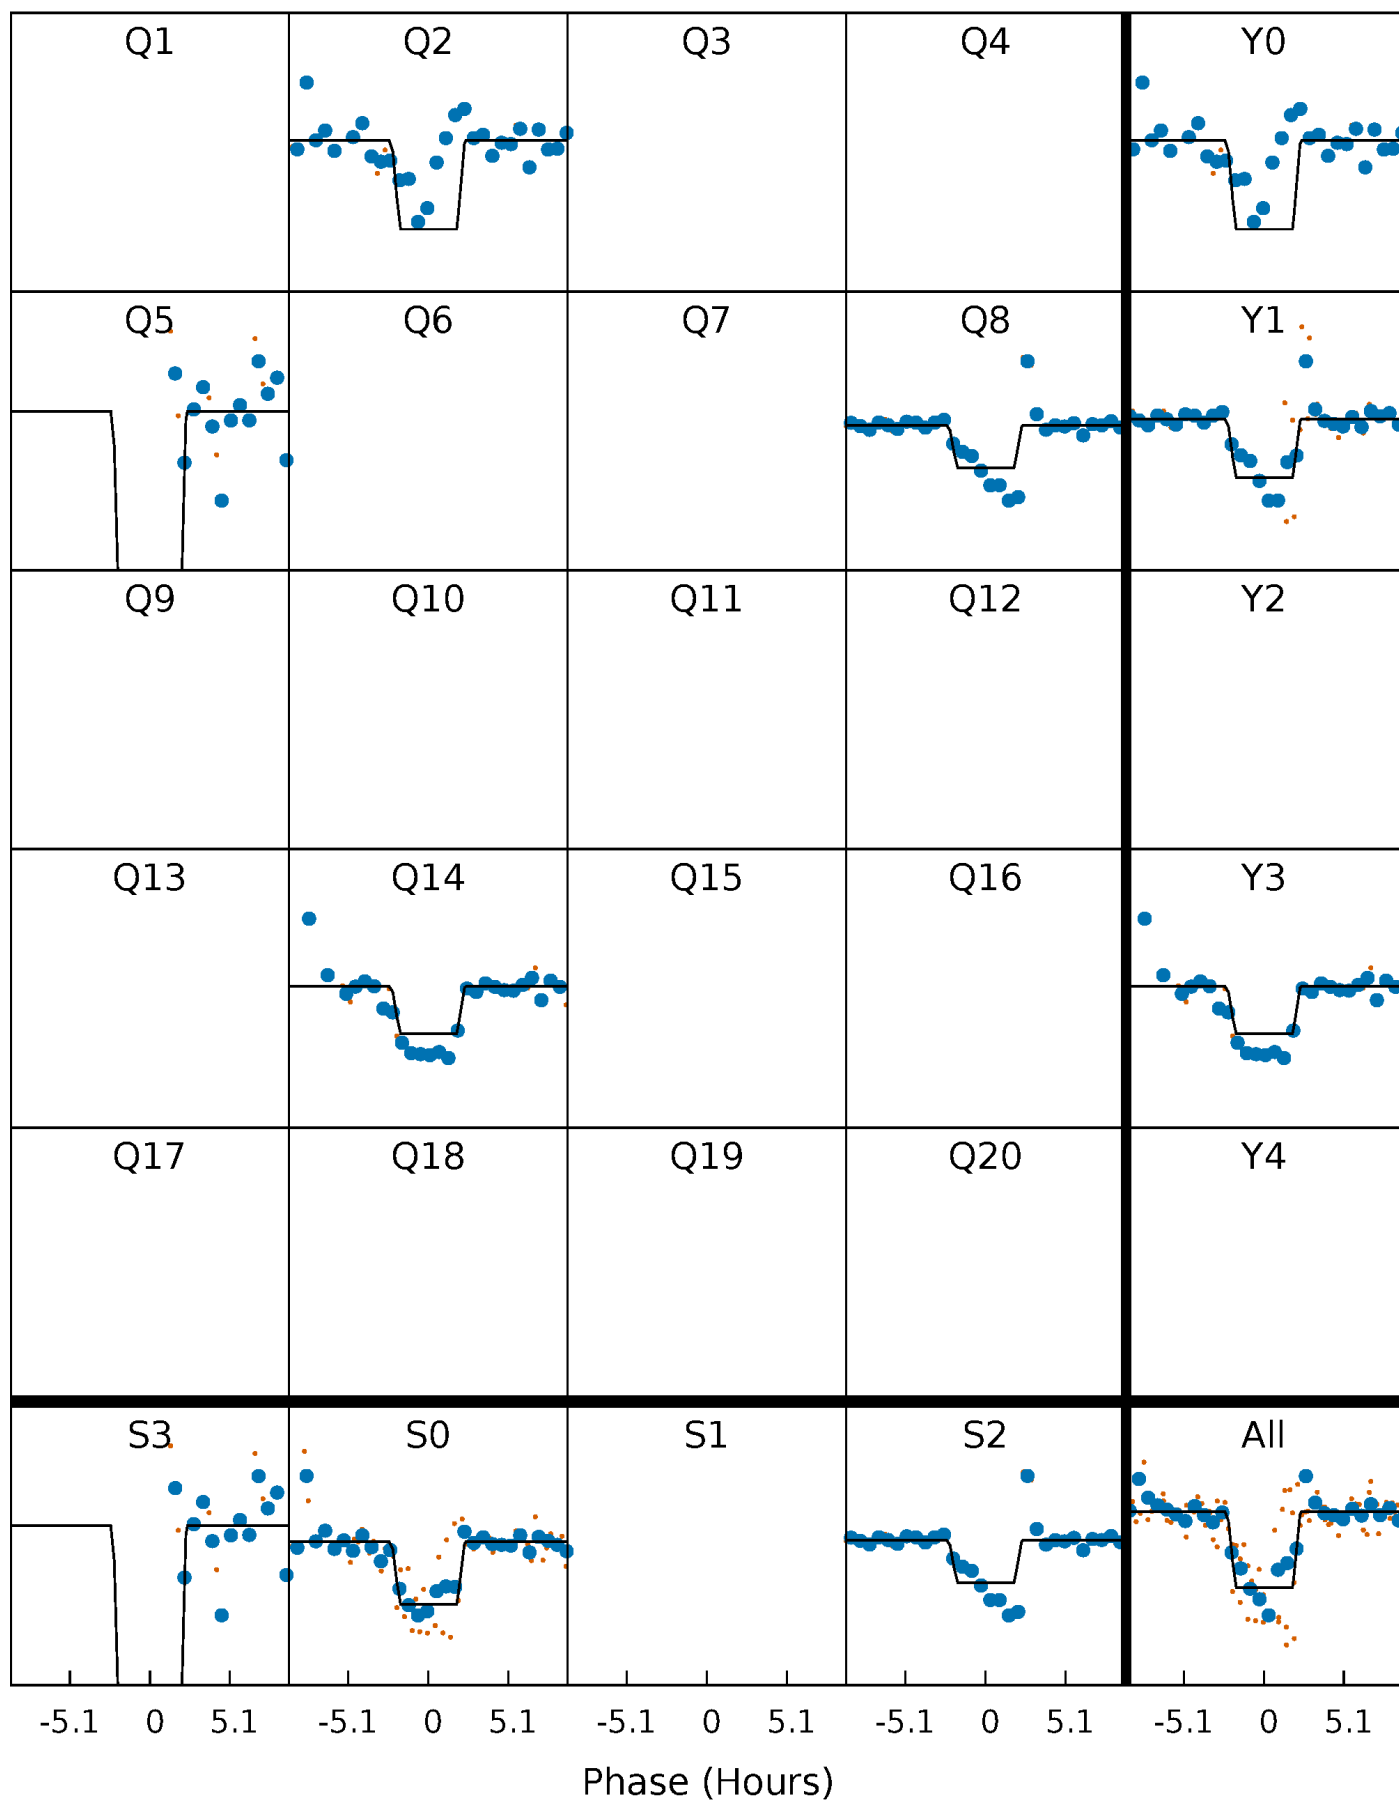 Q1 Q2 Q3 Q4 Y0
Q5 Q6 Q7 Q8 Y1
Q9 Q10 Q11 Q12 Y2
Q13 Q14 Q15 Q16 Y3
Q17 Q18 Q19 Q20 Y4
S3 S0 S1 S2 All
-5.1 0 5.1 -5.1 0 5.1 -5.1 0 5.1 -5.1 0 5.1 -5.1 0 5.1
Phase (Hours)